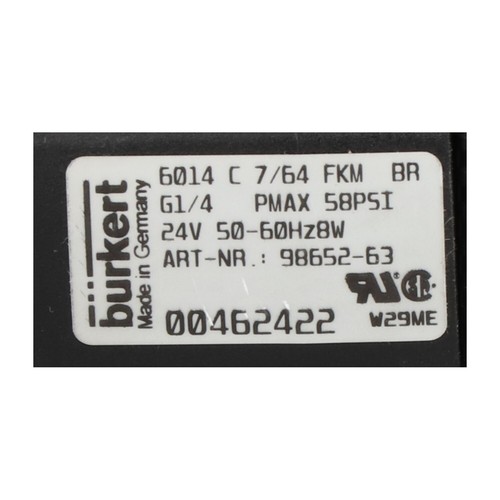 burkert
Made in Germany
6014 C 7/64 FKM BR
G1/4 PMAX 58PSI
24V 50-60Hz8W
ART-NR.: 98652-63
00462422
W29ME